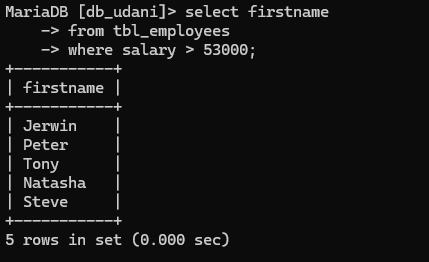 MariaDB [db_udani]> select firstname
    -> from tbl_employees
    -> where salary > 53000;
+-----------+
| firstname |
+-----------+
| Jerwin    |
| Peter     |
| Tony      |
| Natasha   |
| Steve     |
+-----------+
5 rows in set (0.000 sec)